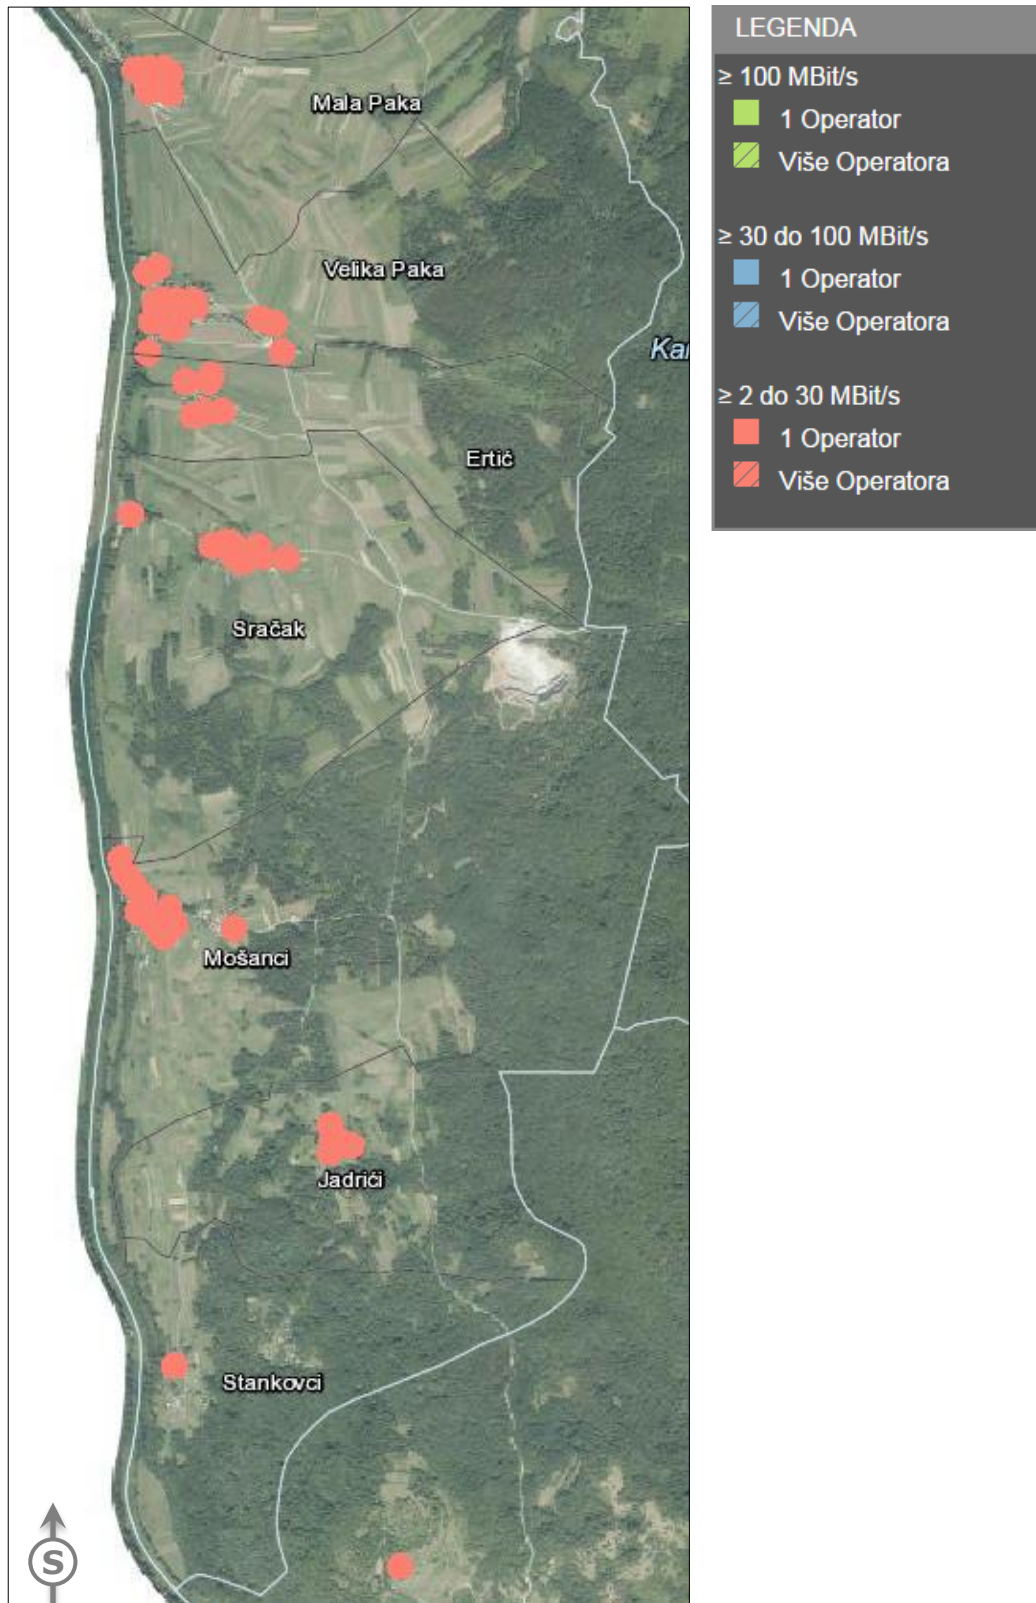 Mala Paka
Velika Paka
Ertić
Sračak
Mošanci
Jadrići
Stankovci
S
LEGENDA
≥ 100 MBit/s
1 Operator
Više Operatora
≥ 30 do 100 MBit/s
1 Operator
Više Operatora
≥ 2 do 30 MBit/s
1 Operator
Više Operatora